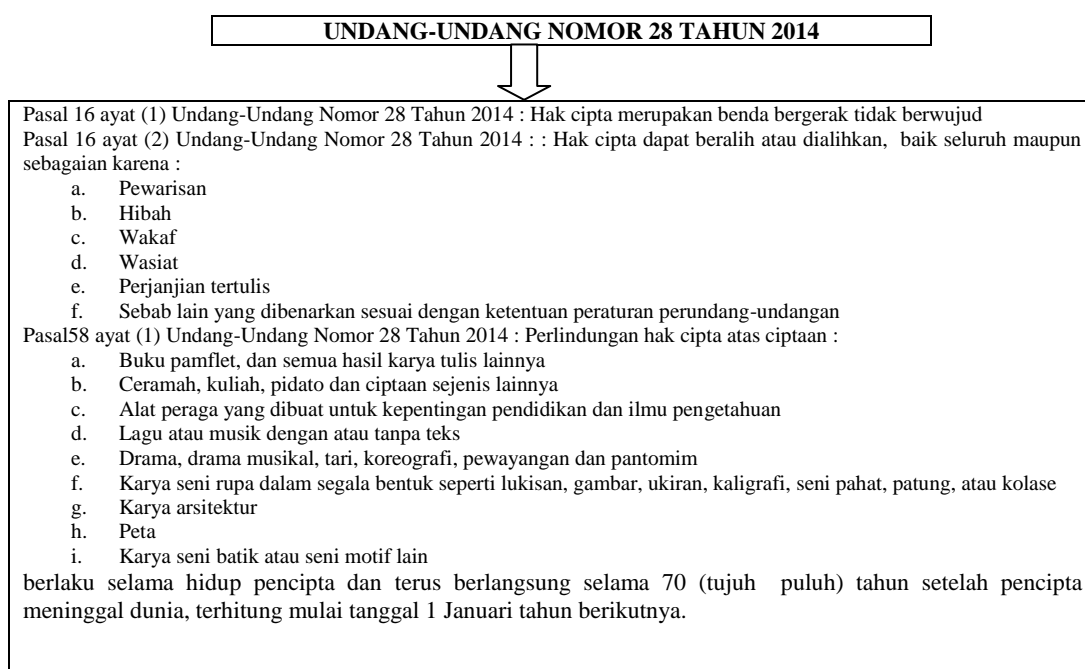 UNDANG-UNDANG NOMOR 28 TAHUN 2014
Pasal 16 ayat (1) Undang-Undang Nomor 28 Tahun 2014 : Hak cipta merupakan benda bergerak tidak berwujud
Pasal 16 ayat (2) Undang-Undang Nomor 28 Tahun 2014 : : Hak cipta dapat beralih atau dialihkan, baik seluruh maupun
sebagaian karena :
a. Pewarisan
b. Hibah
c. Wakaf
d. Wasiat
e. Perjanjian tertulis
f. Sebab lain yang dibenarkan sesuai dengan ketentuan peraturan perundang-undangan
Pasal58 ayat (1) Undang-Undang Nomor 28 Tahun 2014 : Perlindungan hak cipta atas ciptaan :
a. Buku pamflet, dan semua hasil karya tulis lainnya
b. Ceramah, kuliah, pidato dan ciptaan sejenis lainnya
c. Alat peraga yang dibuat untuk kepentingan pendidikan dan ilmu pengetahuan
d. Lagu atau musik dengan atau tanpa teks
e. Drama, drama musikal, tari, koreografi, pewayangan dan pantomim
f. Karya seni rupa dalam segala bentuk seperti lukisan, gambar, ukiran, kaligrafi, seni pahat, patung, atau kolase
g. Karya arsitektur
h. Peta
i. Karya seni batik atau seni motif lain
berlaku selama hidup pencipta dan terus berlangsung selama 70 (tujuh puluh) tahun setelah pencipta
meninggal dunia, terhitung mulai tanggal 1 Januari tahun berikutnya.